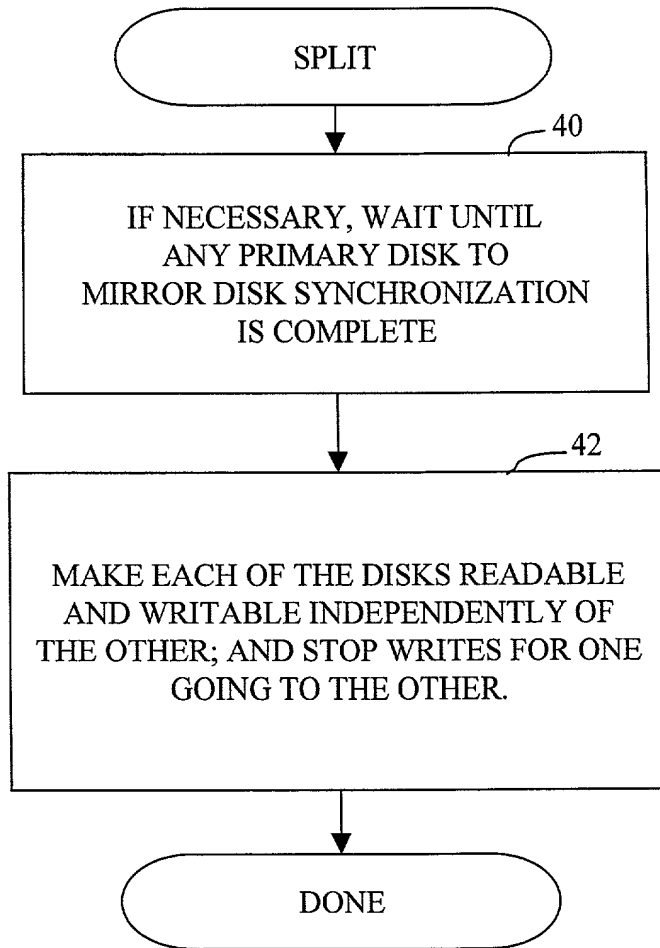 SPLIT
40
IF NECESSARY, WAIT UNTIL
ANY PRIMARY DISK TO
MIRROR DISK SYNCHRONIZATION
IS COMPLETE
42
MAKE EACH OF THE DISKS READABLE
AND WRITABLE INDEPENDENTLY OF
THE OTHER; AND STOP WRITES FOR ONE
GOING TO THE OTHER.
DONE